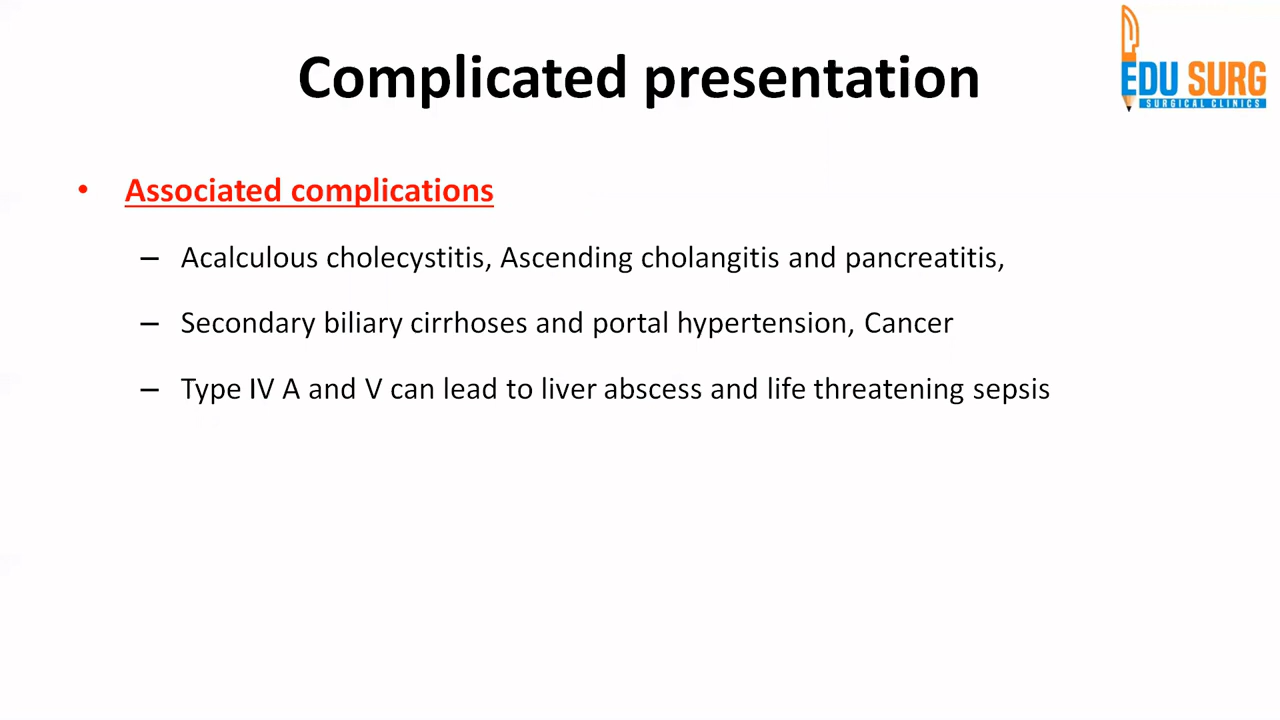 Complicated presentation
EDU SURG
SURGICAL CLINICS
• Associated complications
– Acalculous cholecystitis, Ascending cholangitis and pancreatitis,
– Secondary biliary cirrhoses and portal hypertension, Cancer
– Type IV A and V can lead to liver abscess and life threatening sepsis